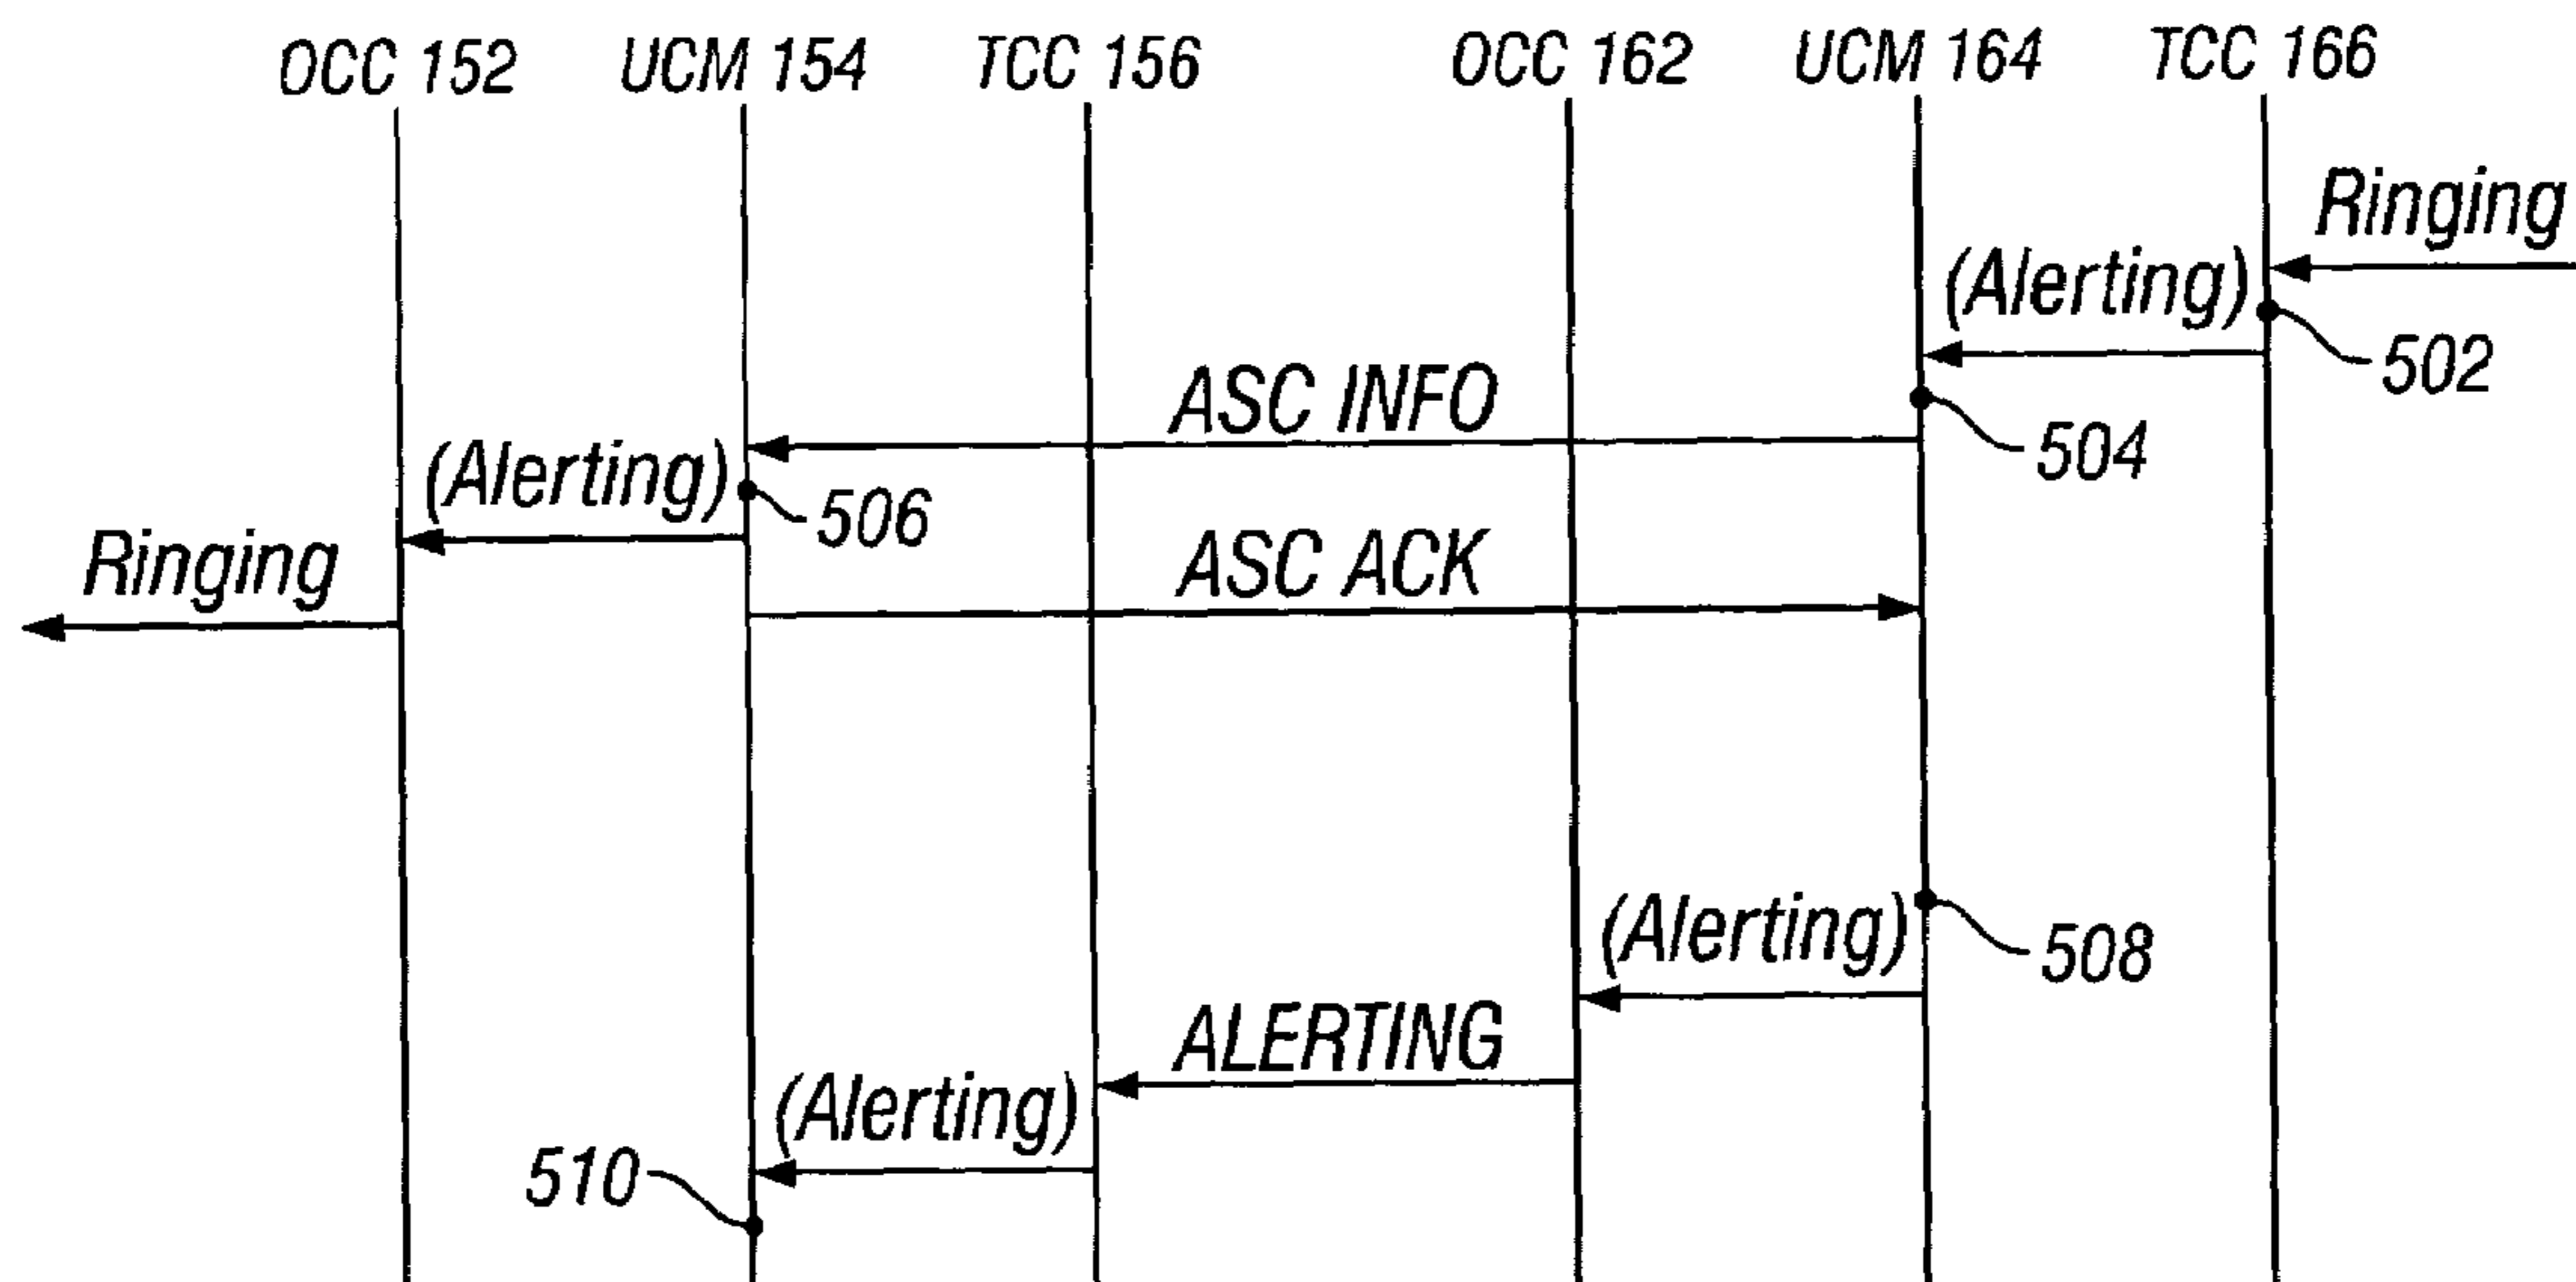 OCC 152
UCM 154
TCC 156
OCC 162
UCM 164
TCC 166
Ringing
(Alerting)
502
ASC INFO
504
(Alerting)
506
Ringing
ASC ACK
(Alerting)
508
ALERTING
(Alerting)
510